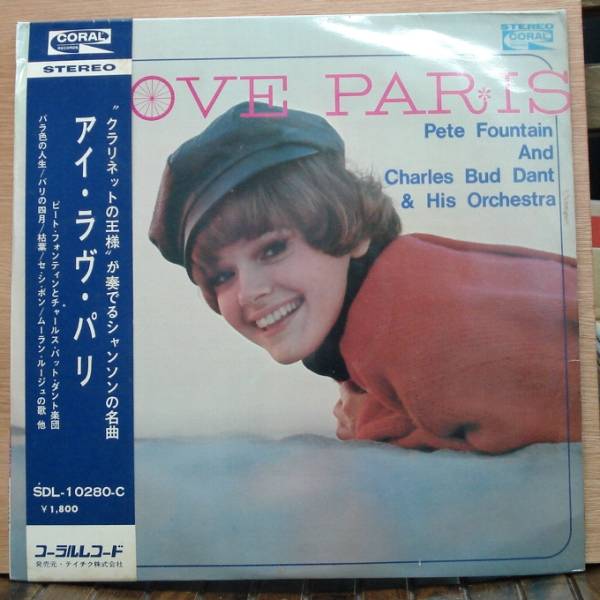 CORAL
RECORDS
STEREO
"クラリネットの王様"が奏でるシャンソンの名曲
アイ・ラヴ・パリ
ピート・フォンティンとチャールス・バット・ダント楽団
バラ色の人生/パリの四月/枯葉/セ・シ・ボン/ムーラン・ルージュの歌 他
SDL-10280-C
¥1,800
コーラルレコード
発売元・テイチク株式会社
STEREO
CORAL
OVE PARIS
Pete Fountain
And
Charles Bud Dant
& His Orchestra